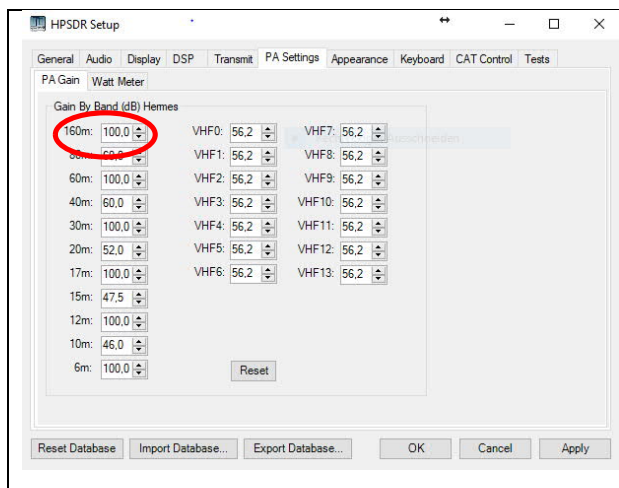 HPSDR Setup
General Audio Display DSP Transmit PA Settings Appearance Keyboard CAT Control Tests
PA Gain Watt Meter
Gain By Band (dB) Hermes
160m: 100,0 VHF0: 56,2 VHF7: 56,2
VHF1: 56,2 VHF8: 56,2
60m: 100,0 VHF2: 56,2 VHF9: 56,2
40m: 60,0 VHF3: 56,2 VHF10: 56,2
30m: 100,0 VHF4: 56,2 VHF11: 56,2
20m: 52,0 VHF5: 56,2 VHF12: 56,2
17m: 100,0 VHF6: 56,2 VHF13: 56,2
15m: 47,5
12m: 100,0
10m: 46,0
6m: 100,0 Reset
Reset Database Import Database... Export Database... OK Cancel Apply